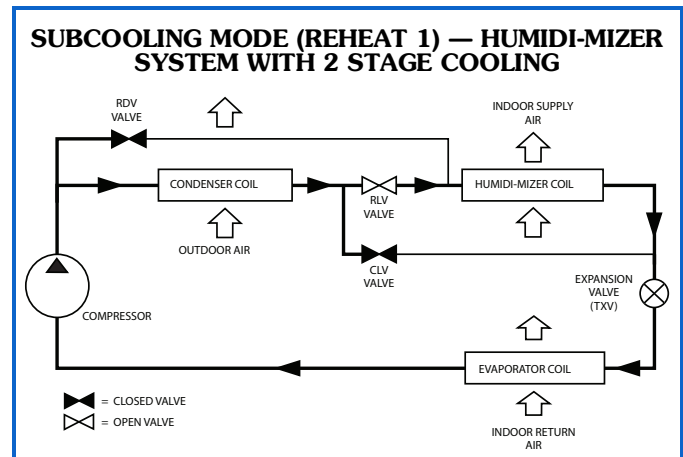 SUBCOOLING MODE (REHEAT 1) — HUMIDI-MIZER
SYSTEM WITH 2 STAGE COOLING
RDV
VALVE
INDOOR SUPPLY
AIR
CONDENSER COIL
HUMIDI-MIZER COIL
RLV
VALVE
OUTDOOR AIR
CLV
VALVE
EXPANSION
VALVE
(TXV)
COMPRESSOR
EVAPORATOR COIL
= CLOSED VALVE
= OPEN VALVE
INDOOR RETURN
AIR